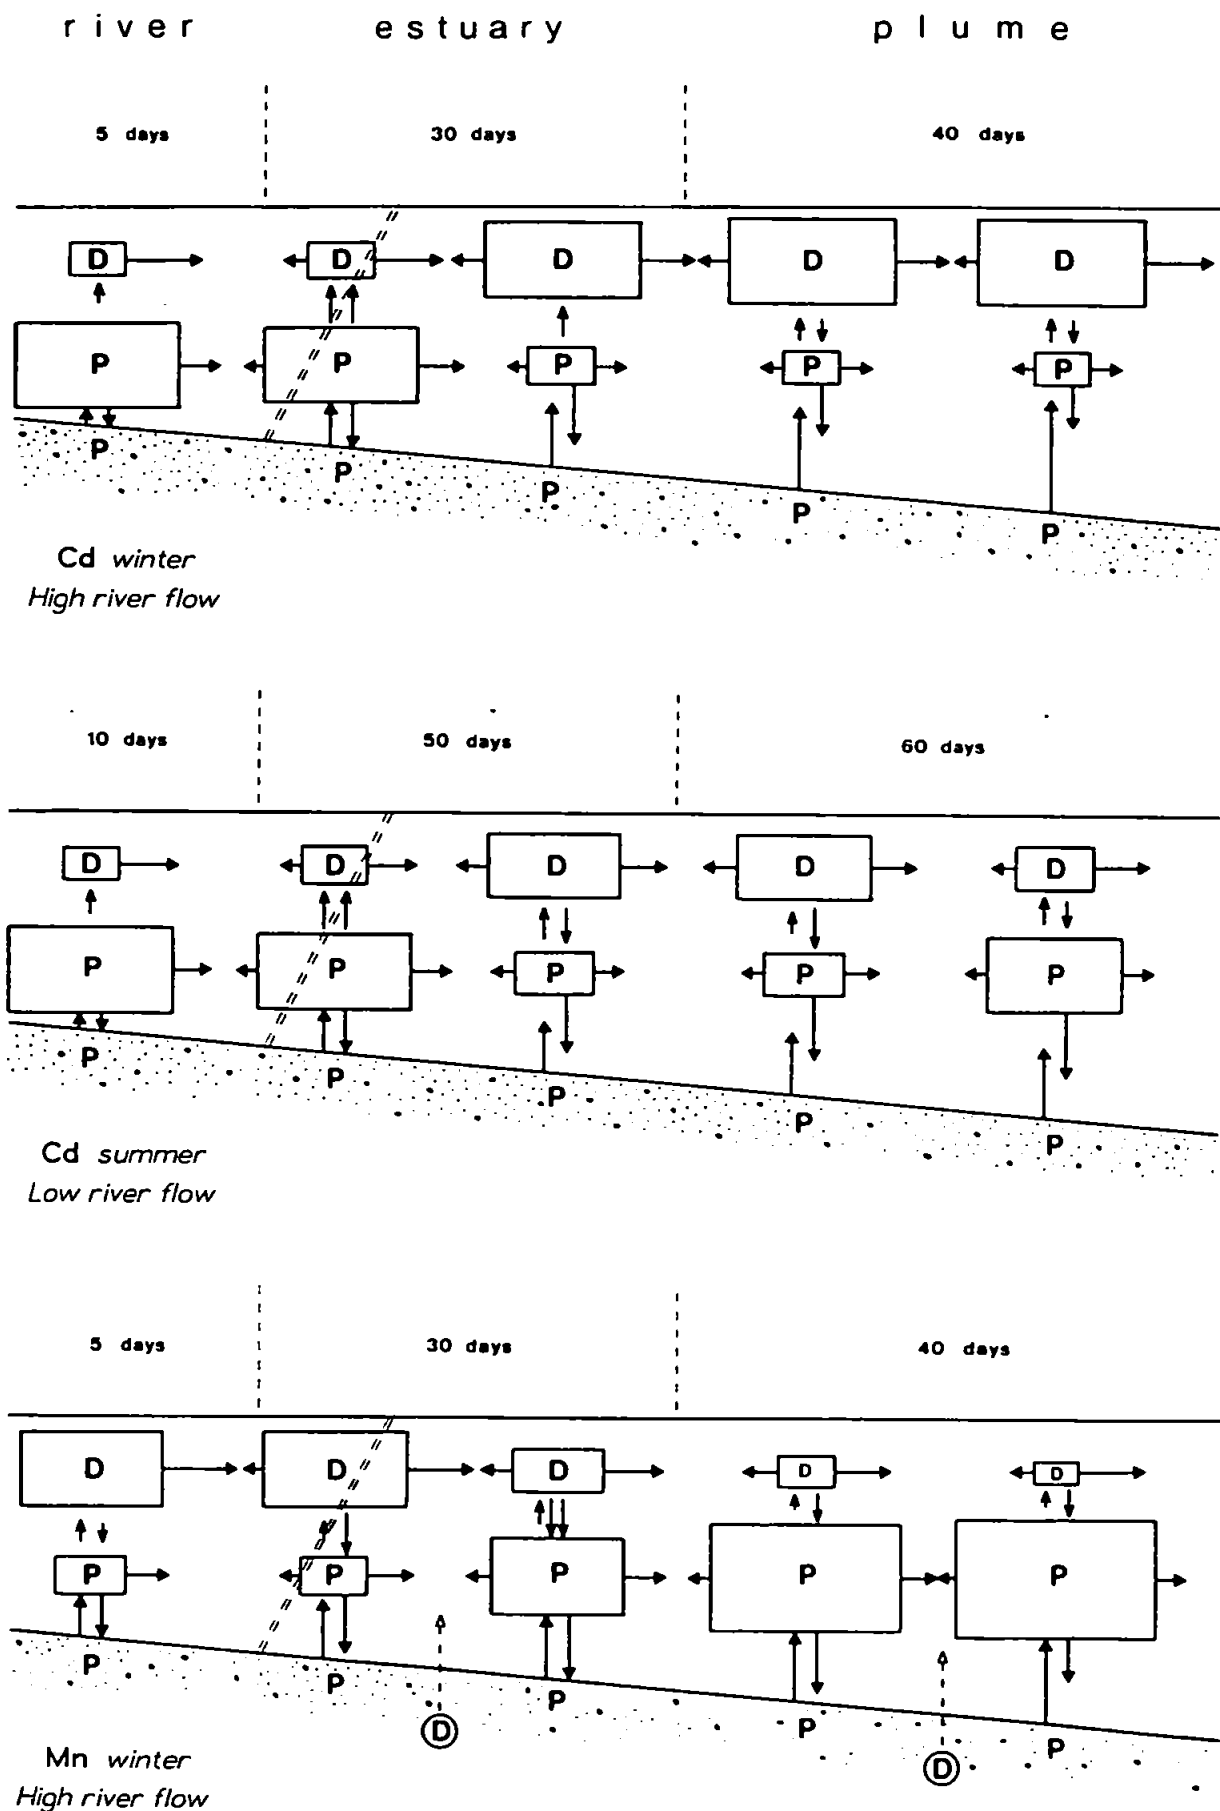 river estuary plume
5 days 30 days 40 days
D D D D D
P P P P P
P P P P P
Cd winter
High river flow
10 days 50 days 60 days
D D D D D
P P P P P
P P P P P
Cd summer
Low river flow
5 days 30 days 40 days
D D D D D
P P P P P
P P P P P
D D
Mn winter
High river flow